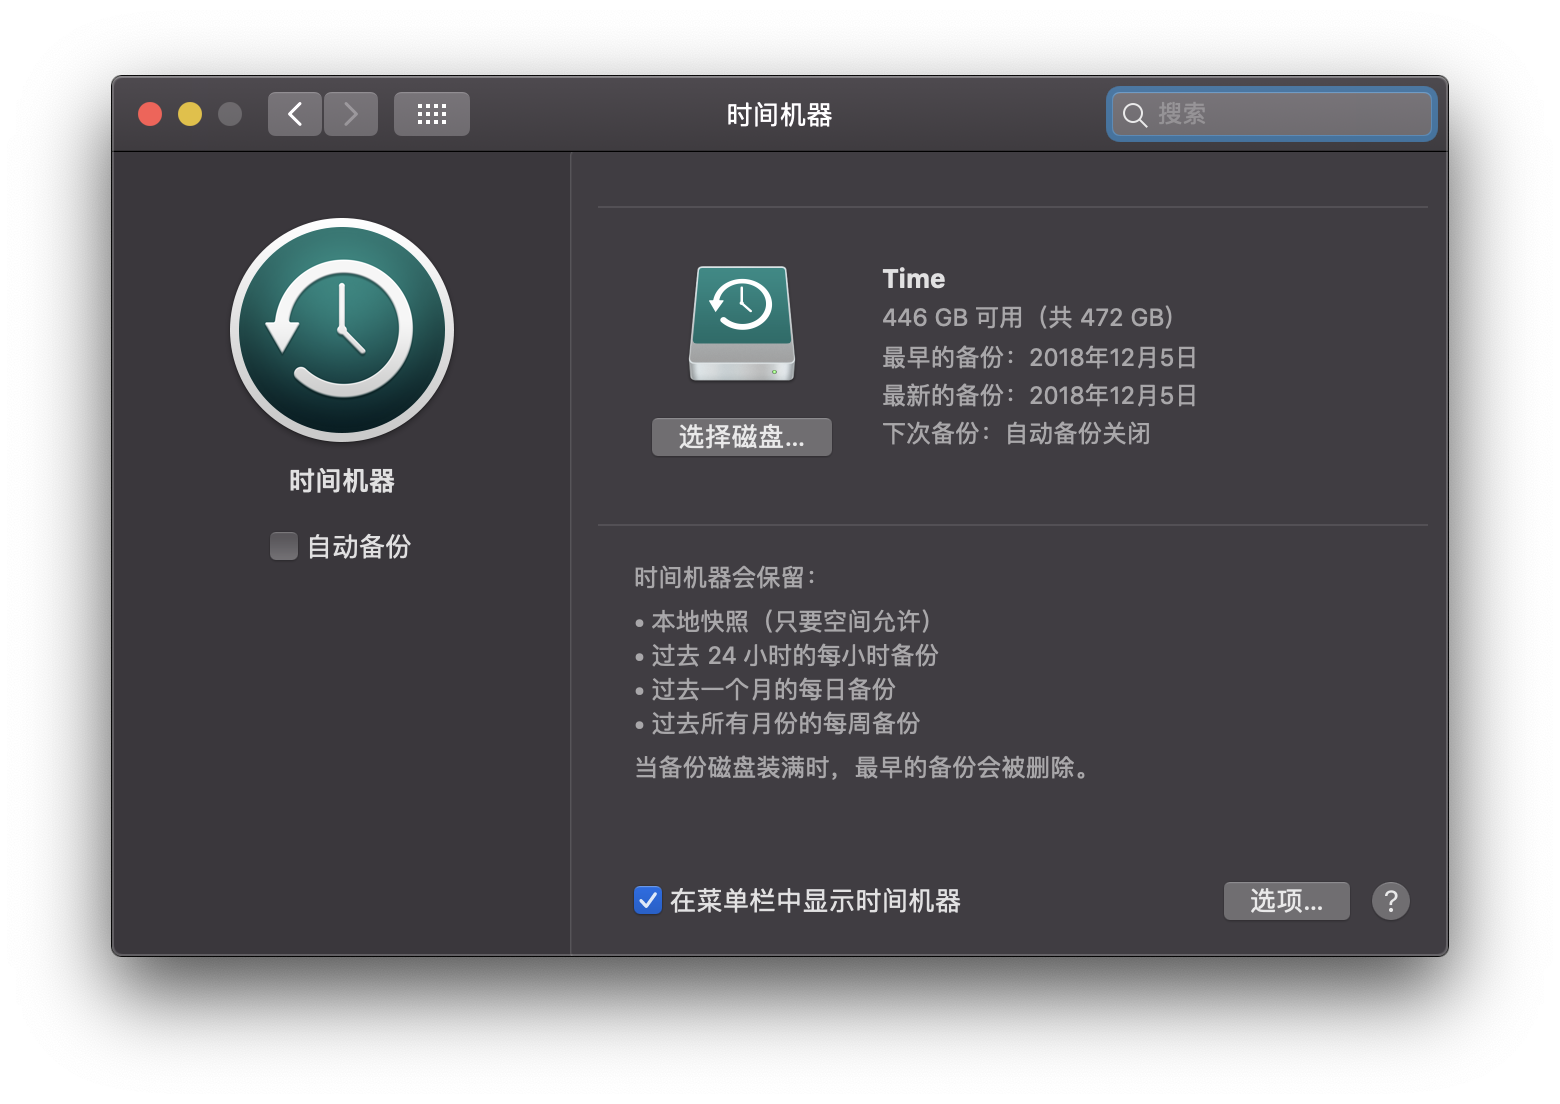 时间机器
搜索
时间机器
自动备份
Time
446 GB 可用（共 472 GB）
最早的备份：2018年12月5日
最新的备份：2018年12月5日
下次备份：自动备份关闭
选择磁盘...
时间机器会保留：
• 本地快照（只要空间允许）
• 过去 24 小时的每小时备份
• 过去一个月的每日备份
• 过去所有月份的每周备份
当备份磁盘装满时，最早的备份会被删除。
在菜单栏中显示时间机器
选项...
?